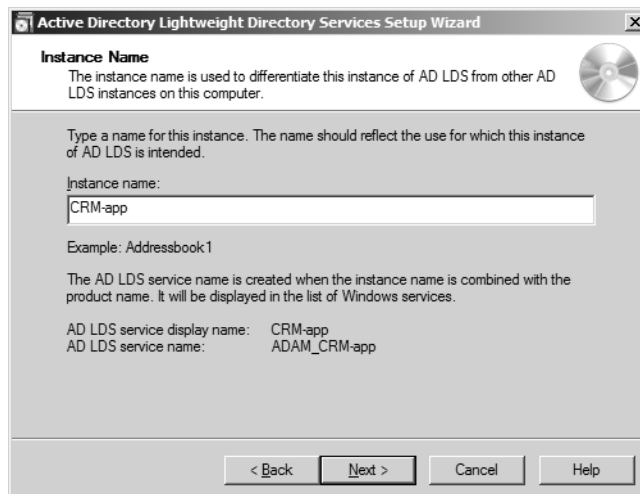 Active Directory Lightweight Directory Services Setup Wizard
Instance Name
The instance name is used to differentiate this instance of AD LDS from other AD
LDS instances on this computer.
Type a name for this instance. The name should reflect the use for which this instance
of AD LDS is intended.
Instance name:
CRM-app
Example: Addressbook1
The AD LDS service name is created when the instance name is combined with the
product name. It will be displayed in the list of Windows services.
AD LDS service display name: CRM-app
AD LDS service name: ADAM_CRM-app
< Back Next > Cancel Help